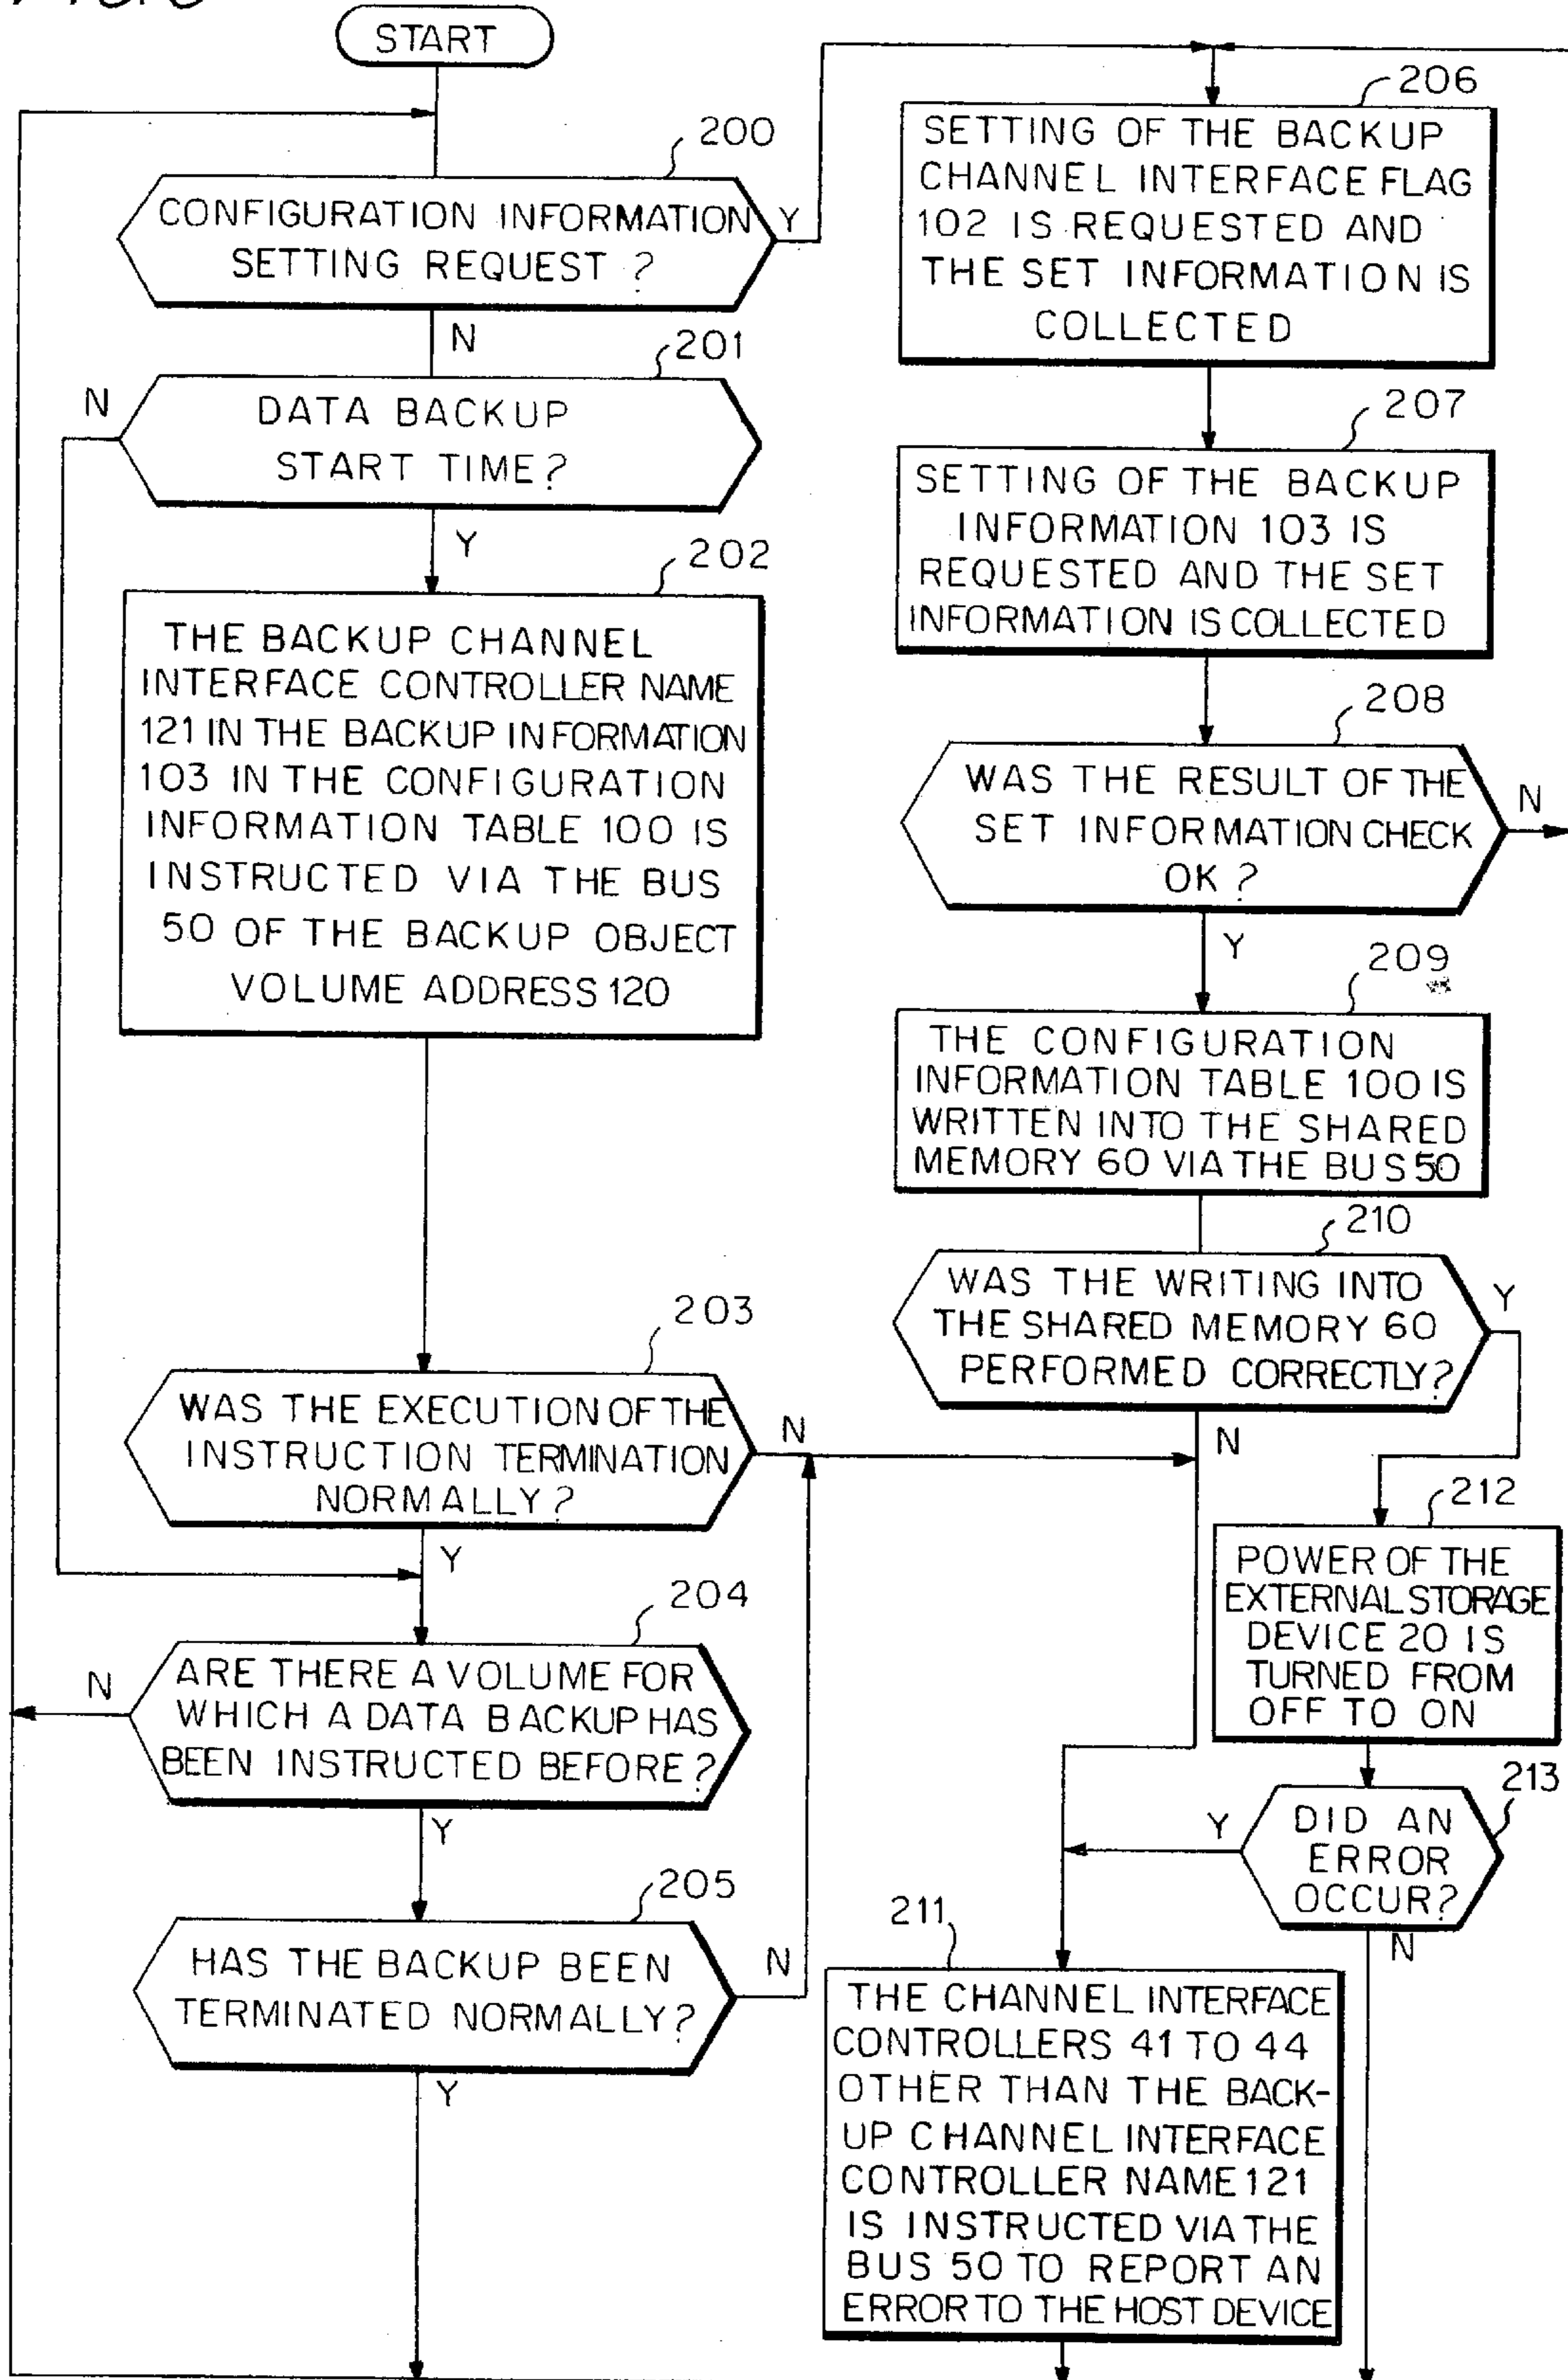 START
200
CONFIGURATION INFORMATION
SETTING REQUEST ?
Y
N
201
DATA BACKUP
START TIME?
N
Y
202
THE BACKUP CHANNEL
INTERFACE CONTROLLER NAME
121 IN THE BACKUP INFORMATION
103 IN THE CONFIGURATION
INFORMATION TABLE 100 IS
INSTRUCTED VIA THE BUS
50 OF THE BACKUP OBJECT
VOLUME ADDRESS 120
203
WAS THE EXECUTION OF THE
INSTRUCTION TERMINATION
NORMALLY?
N
Y
204
ARE THERE A VOLUME FOR
WHICH A DATA BACKUP HAS
BEEN INSTRUCTED BEFORE?
N
Y
205
HAS THE BACKUP BEEN
TERMINATED NORMALLY?
N
Y
206
SETTING OF THE BACKUP
CHANNEL INTERFACE FLAG
102 IS REQUESTED AND
THE SET INFORMATION IS
COLLECTED
207
SETTING OF THE BACKUP
INFORMATION 103 IS
REQUESTED AND THE SET
INFORMATION IS COLLECTED
208
WAS THE RESULT OF THE
SET INFORMATION CHECK
OK ?
N
Y
209
THE CONFIGURATION
INFORMATION TABLE 100 IS
WRITTEN INTO THE SHARED
MEMORY 60 VIA THE BUS 50
210
WAS THE WRITING INTO
THE SHARED MEMORY 60
PERFORMED CORRECTLY?
Y
N
212
POWER OF THE
EXTERNAL STORAGE
DEVICE 20 IS
TURNED FROM
OFF TO ON
213
DID AN
ERROR
OCCUR?
Y
N
211
THE CHANNEL INTERFACE
CONTROLLERS 41 TO 44
OTHER THAN THE BACK-
UP CHANNEL INTERFACE
CONTROLLER NAME 121
IS INSTRUCTED VIA THE
BUS 50 TO REPORT AN
ERROR TO THE HOST DEVICE